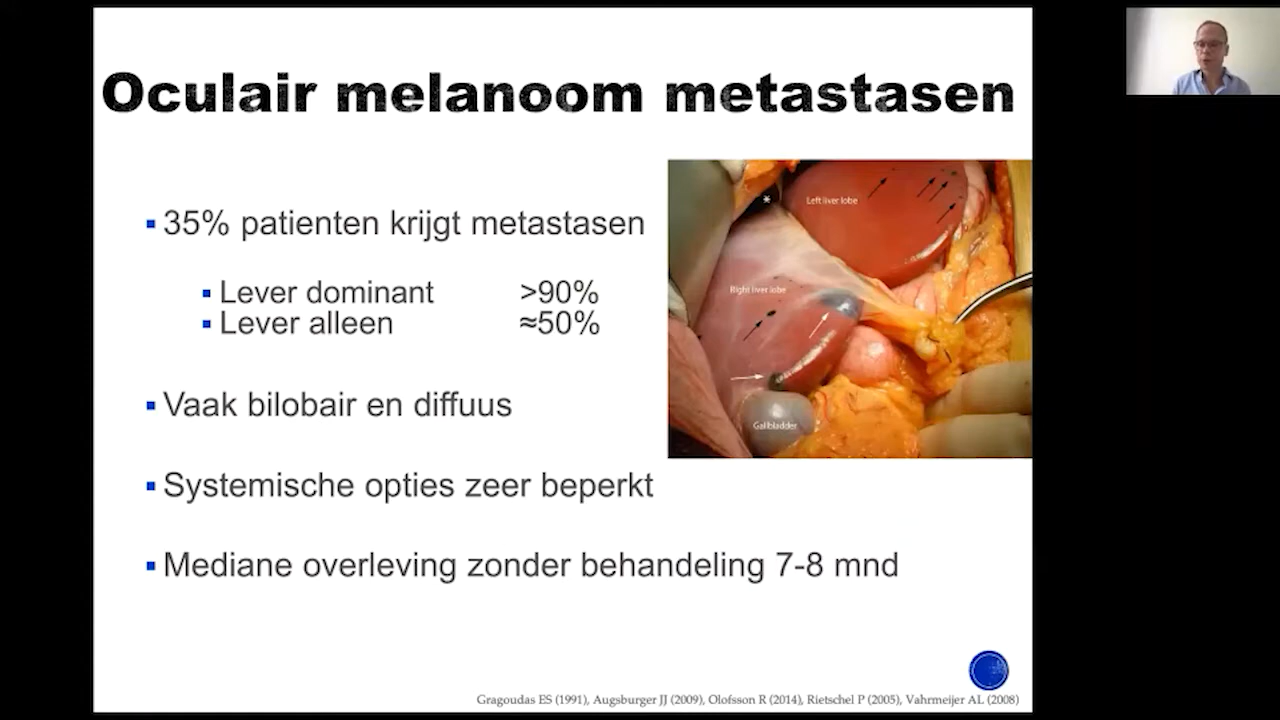 Oculair melanoom metastasen
35% patienten krijgt metastasen
Lever dominant >90%
Lever alleen ≈50%
Vaak bilobair en diffuus
Systemische opties zeer beperkt
Mediane overleving zonder behandeling 7-8 mnd
Left liver lobe
*
Right liver lobe
Gallbladder
Gragoudas ES (1991), Augsburger JJ (2009), Olofsson R (2014), Rietschel P (2005), Vahrmeijer AL (2008)